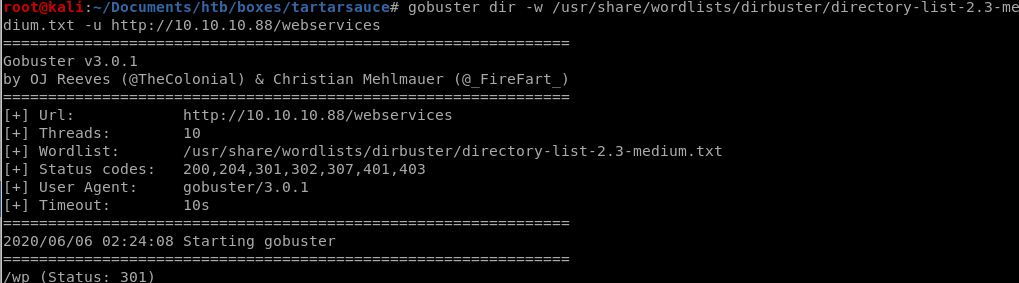 root@kali:~/Documents/htb/boxes/tartarsauce# gobuster dir -w /usr/share/wordlists/dirbuster/directory-list-2.3-me
dium.txt -u http://10.10.10.88/webservices
===============================================================
Gobuster v3.0.1
by OJ Reeves (@TheColonial) & Christian Mehlmauer (@_FireFart_)
===============================================================
[+] Url:            http://10.10.10.88/webservices
[+] Threads:        10
[+] Wordlist:       /usr/share/wordlists/dirbuster/directory-list-2.3-medium.txt
[+] Status codes:   200,204,301,302,307,401,403
[+] User Agent:     gobuster/3.0.1
[+] Timeout:        10s
===============================================================
2020/06/06 02:24:08 Starting gobuster
===============================================================
/wp (Status: 301)